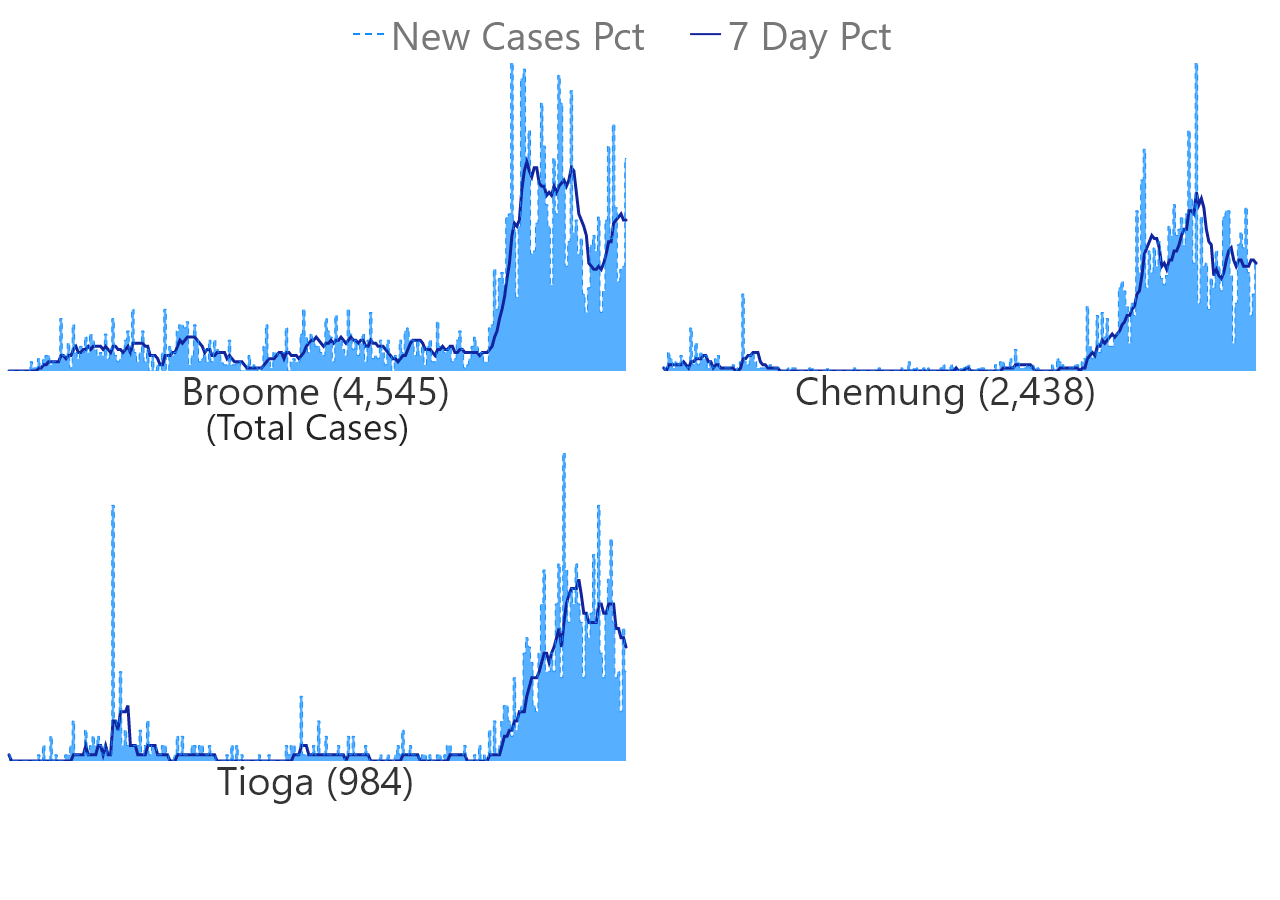 New Cases Pct 7 Day Pct
Broome (4,545)
(Total Cases)
Chemung (2,438)
Tioga (984)